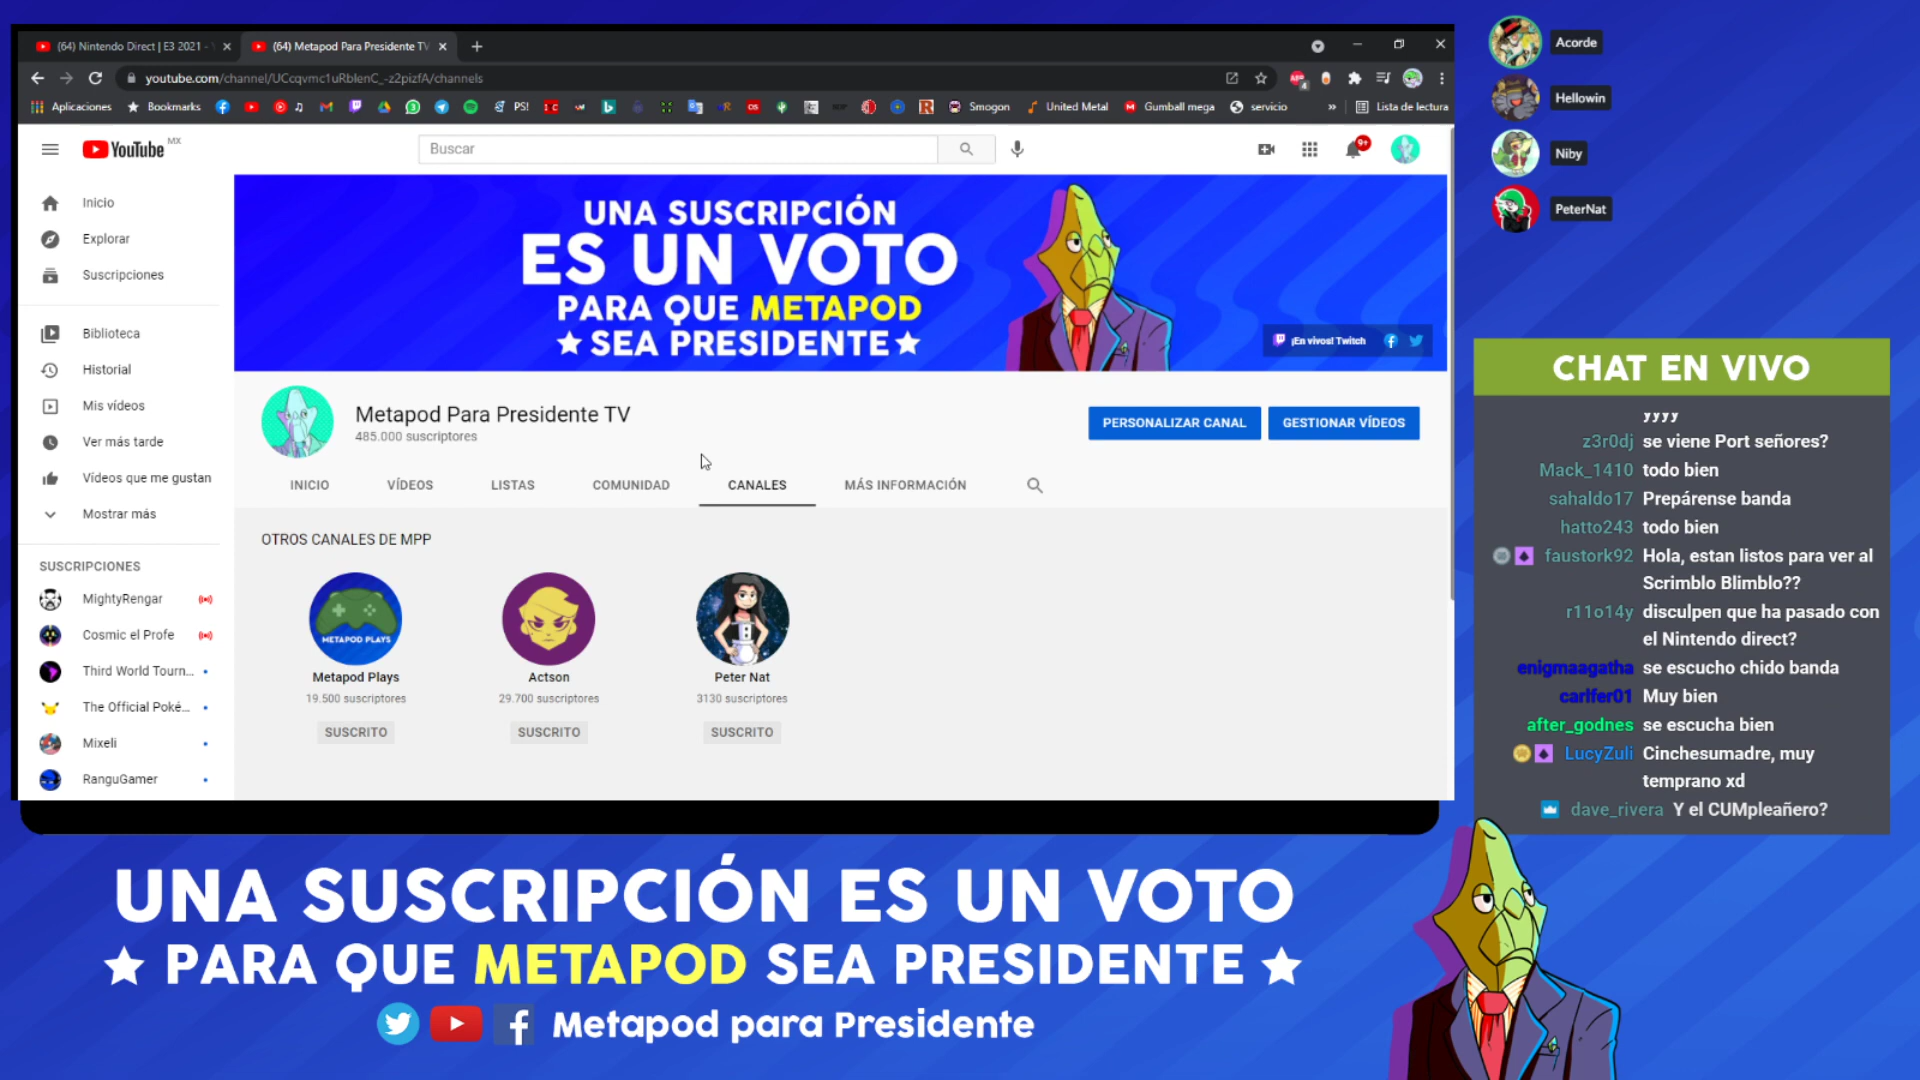 (64) Nintendo Direct | E3 2021 -
(64) Metapod Para Presidente TV
youtube.com/channel/UCcqvmc1uRblenC_-z2pizfA/channels
Aplicaciones
Bookmarks
PS!
Smogon
United Metal
Gumball mega
servicio
»
Lista de lectura
YouTube MX
Buscar
9+
Inicio
Explorar
Suscripciones
Biblioteca
Historial
Mis vídeos
Ver más tarde
Vídeos que me gustan
Mostrar más
SUSCRIPCIONES
MightyRengar
Cosmic el Profe
Third World Tourn...
The Official Poké...
Mixeli
RanguGamer
UNA SUSCRIPCIÓN
ES UN VOTO
PARA QUE METAPOD
★ SEA PRESIDENTE ★
¡En vivos! Twitch
Metapod Para Presidente TV
485.000 suscriptores
PERSONALIZAR CANAL
GESTIONAR VÍDEOS
INICIO
VÍDEOS
LISTAS
COMUNIDAD
CANALES
MÁS INFORMACIÓN
OTROS CANALES DE MPP
METAPOD PLAYS
Metapod Plays
19.500 suscriptores
SUSCRITO
Actson
29.700 suscriptores
SUSCRITO
Peter Nat
3130 suscriptores
SUSCRITO
Acorde
Hellowin
Niby
PeterNat
CHAT EN VIVO
yyyy
z3r0dj se viene Port señores?
Mack_1410 todo bien
sahaldo17 Prepárense banda
hatto243 todo bien
faustork92 Hola, estan listos para ver al
Scrimblo Blimblo??
r11o14y disculpen que ha pasado con
el Nintendo direct?
enigmaagatha se escucho chido banda
carlfer01 Muy bien
after_godnes se escucha bien
LucyZuli Cinchesumadre, muy
temprano xd
dave_rivera Y el CUMpleañero?
UNA SUSCRIPCIÓN ES UN VOTO
★ PARA QUE METAPOD SEA PRESIDENTE ★
Metapod para Presidente